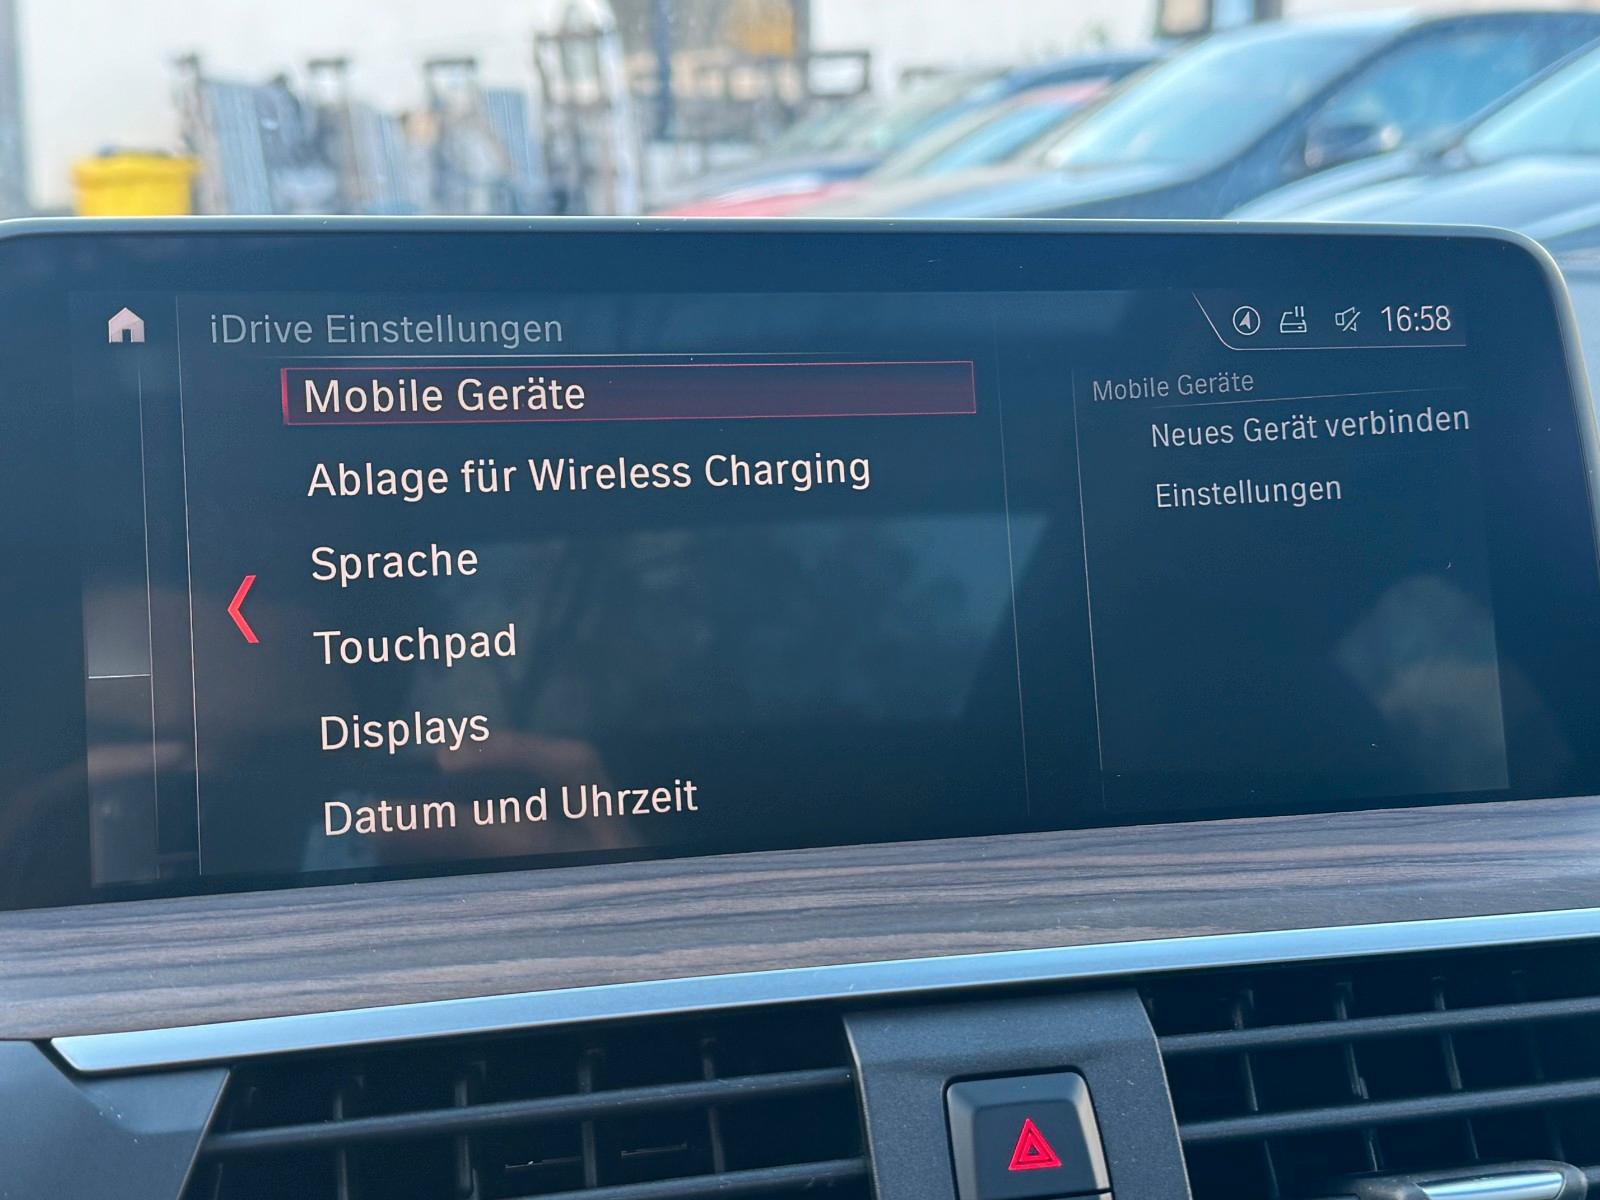 iDrive Einstellungen
16:58
Mobile Geräte
Ablage für Wireless Charging
Sprache
Touchpad
Displays
Datum und Uhrzeit
Mobile Geräte
Neues Gerät verbinden
Einstellungen